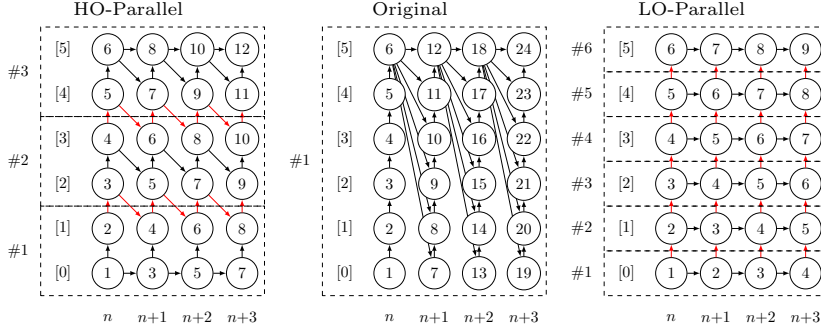 HO-Parallel Original LO-Parallel
#3 [5] 6 8 10 12 [5] 6 12 18 24 #6 [5] 6 7 8 9
[4] 5 7 9 11 [4] 5 11 17 23 #5 [4] 5 6 7 8
#2 [3] 4 6 8 10 #1 [3] 4 10 16 22 #4 [3] 4 5 6 7
[2] 3 5 7 9 [2] 3 9 15 21 #3 [2] 3 4 5 6
#1 [1] 2 4 6 8 [1] 2 8 14 20 #2 [1] 2 3 4 5
[0] 1 3 5 7 [0] 1 7 13 19 #1 [0] 1 2 3 4
n n+1 n+2 n+3 n n+1 n+2 n+3 n n+1 n+2 n+3